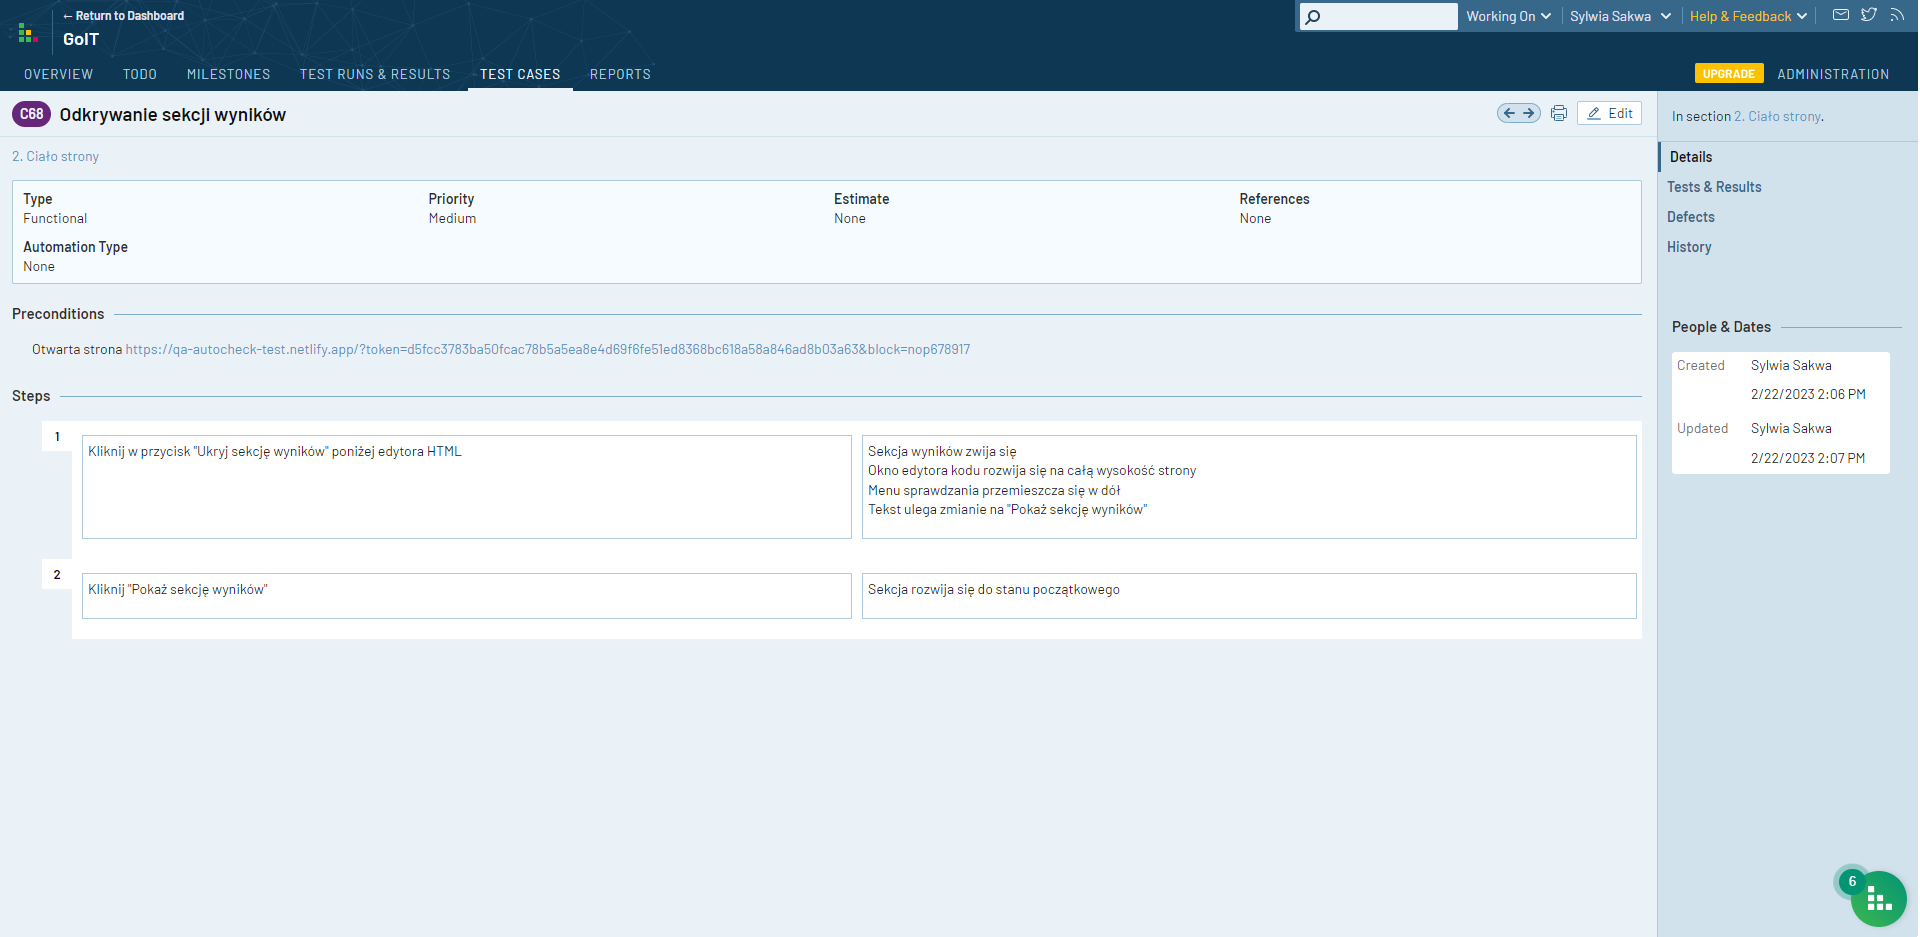 ← Return to Dashboard
GoIT
Working On
Sylwia Sakwa
Help & Feedback
OVERVIEW
TODO
MILESTONES
TEST RUNS & RESULTS
TEST CASES
REPORTS
UPGRADE
ADMINISTRATION
C68
Odkrywanie sekcji wyników
Edit
In section 2. Ciało strony.
2. Ciało strony
Details
Tests & Results
Defects
History
Type
Functional
Priority
Medium
Estimate
None
References
None
Automation Type
None
Preconditions
Otwarta strona https://qa-autocheck-test.netlify.app/?token=d5fcc3783ba50fcac78b5a5ea8e4d69f6fe51ed8368bc618a58a846ad8b03a63&block=nop678917
People & Dates
Created
Sylwia Sakwa
2/22/2023 2:06 PM
Updated
Sylwia Sakwa
2/22/2023 2:07 PM
Steps
1
Kliknij w przycisk "Ukryj sekcję wyników" poniżej edytora HTML
Sekcja wyników zwija się
Okno edytora kodu rozwija się na całą wysokość strony
Menu sprawdzania przemieszcza się w dół
Tekst ulega zmianie na "Pokaż sekcję wyników"
2
Kliknij "Pokaż sekcję wyników"
Sekcja rozwija się do stanu początkowego
6